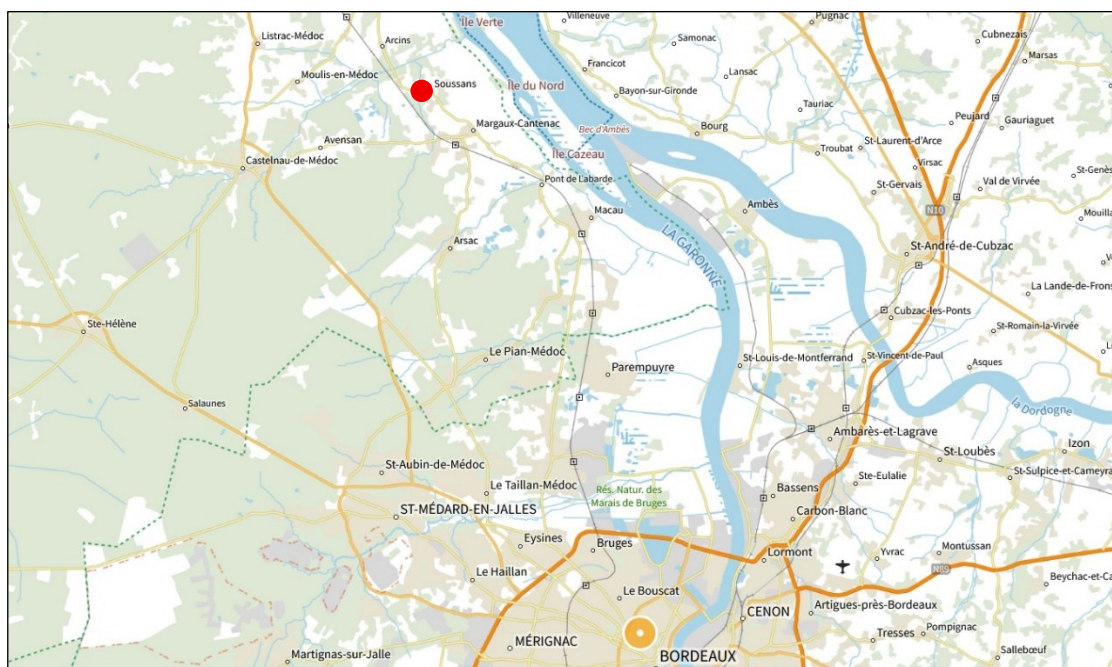 Île Verte
Villeneuve
Pugnac
Listrac-Médoc
Arcins
Samonac
Cubnezais
Marsas
Francicot
Moulis-en-Médoc
Soussans
Île du Nord
Lansac
Bayon-sur-Gironde
Tauriac
Peujard
Gauriaguet
Margaux-Cantenac
Bec d'Ambès
Bourg
Avensan
Île Cazeau
Troubat
St-Laurent-d'Arce
Virsac
Castelnau-de-Médoc
St-Genès
Pont de Labarde
St-Gervais
Val de Virvée
Macau
Ambès
N10
Mouilla
Arsac
LA GARONNE
St-André-de-Cubzac
La Lande-de-Frons
Ste-Hélène
Cubzac-les-Ponts
St-Romain-la-Virvée
Le Pian-Médoc
St-Louis-de-Montferrand
St-Vincent-de-Paul
Asques
Parempuyre
Salaunes
la Dordogne
Ambarès-et-Lagrave
Izon
St-Loubès
St-Aubin-de-Médoc
St-Sulpice-et-Cameyra
Ste-Eulalie
Le Taillan-Médoc
Rés. Natur. des
Marais de Bruges
Bassens
ST-MÉDARD-EN-JALLES
Carbon-Blanc
Eysines
Bruges
Lormont
Yvrac
Montussan
N89
Le Haillan
Beychac-et-Ca
Le Bouscat
CENON
Artigues-près-Bordeaux
MÉRIGNAC
Tresses
Pompignac
BORDEAUX
Martignas-sur-Jalle
Sallebœuf